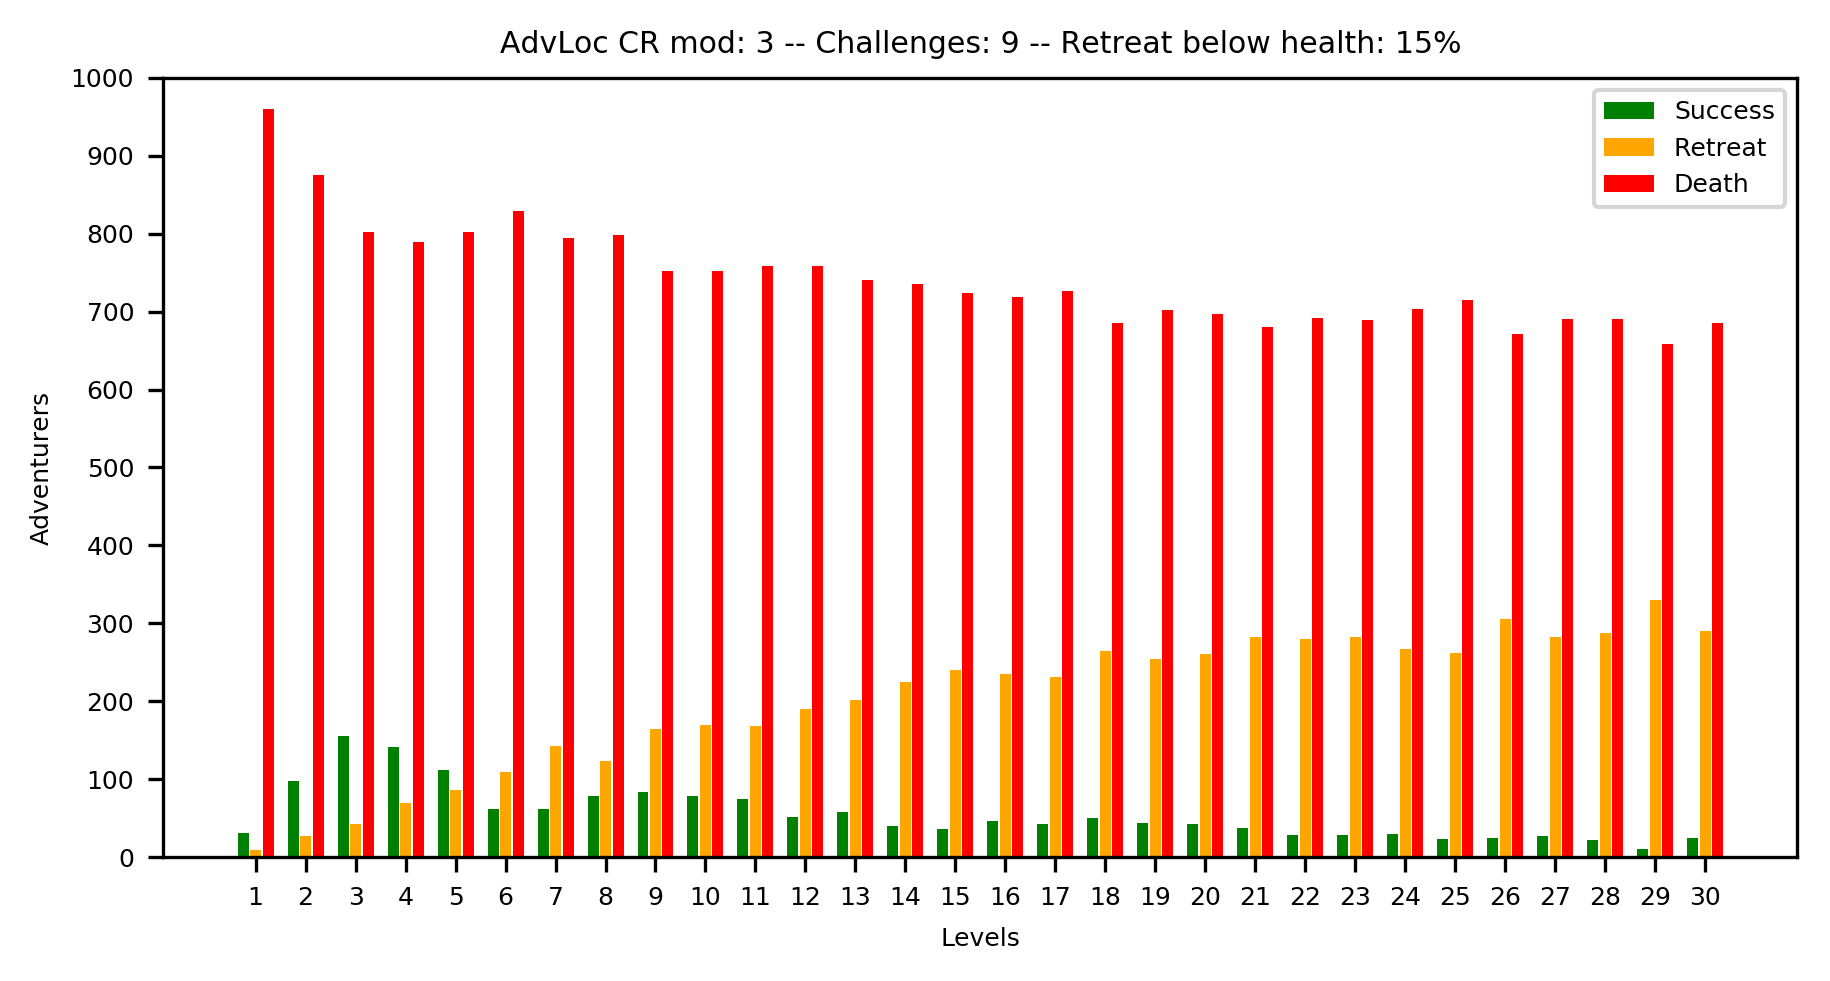 AdvLoc CR mod: 3 -- Challenges: 9 -- Retreat below health: 15%
1000
900
800
700
600
500
400
300
200
100
0
Adventurers
Success
Retreat
Death
1 2 3 4 5 6 7 8 9 10 11 12 13 14 15 16 17 18 19 20 21 22 23 24 25 26 27 28 29 30
Levels